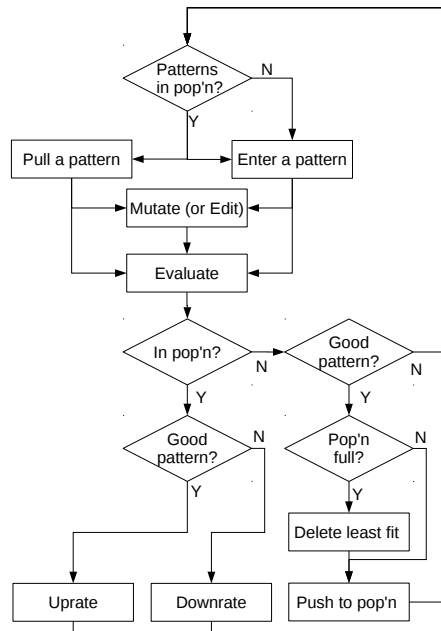 Patterns
in pop'n?
N
Y
Pull a pattern
Enter a pattern
Mutate (or Edit)
Evaluate
In pop'n?
N
Good
pattern?
N
Y
Y
Good
pattern?
N
Pop'n
full?
N
Y
Y
Delete least fit
Uprate
Downrate
Push to pop'n